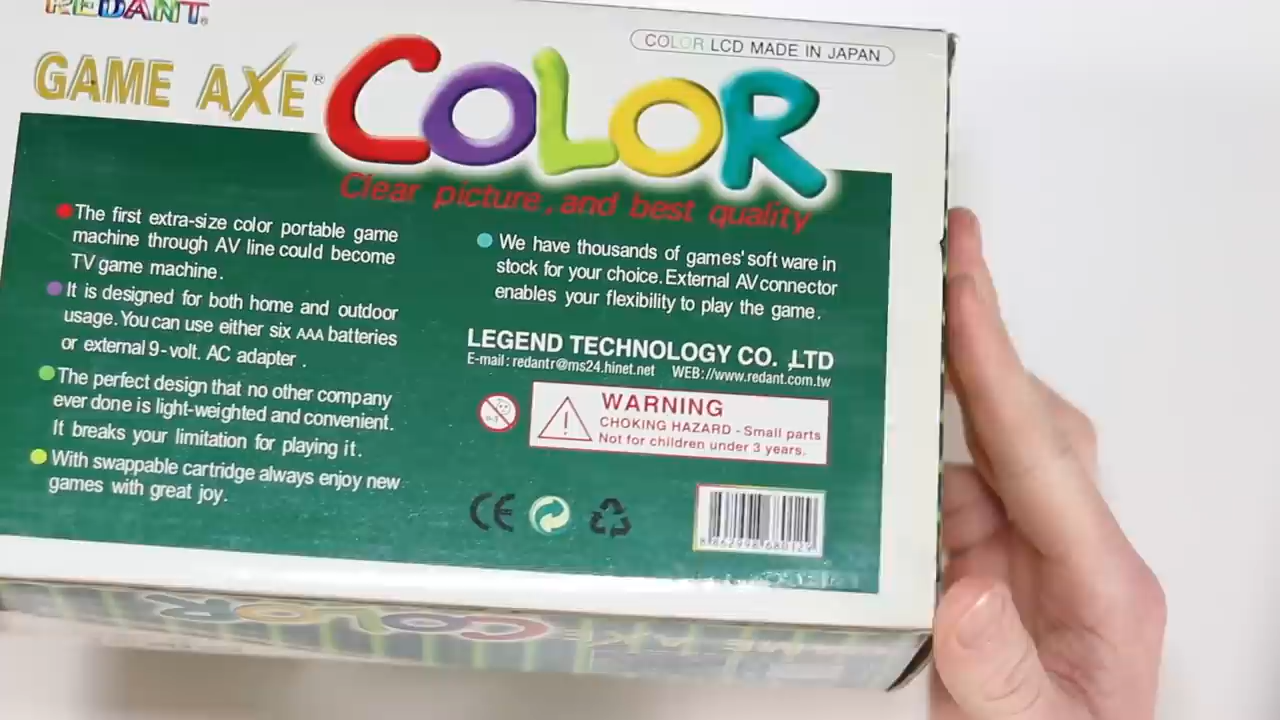 REDANT®
GAME AXE® COLOR
COLOR LCD MADE IN JAPAN
Clear picture, and best quality
The first extra-size color portable game
machine through AV line could become
TV game machine.
It is designed for both home and outdoor
usage. You can use either six AAA batteries
or external 9-volt. AC adapter.
The perfect design that no other company
ever done is light-weighted and convenient.
It breaks your limitation for playing it.
With swappable cartridge always enjoy new
games with great joy.
We have thousands of games' soft ware in
stock for your choice. External AV connector
enables your flexibility to play the game.
LEGEND TECHNOLOGY CO. ,LTD
E-mail: redantr@ms24.hinet.net WEB://www.redant.com.tw
WARNING
CHOKING HAZARD - Small parts
Not for children under 3 years.
0-3
CE
COLOR